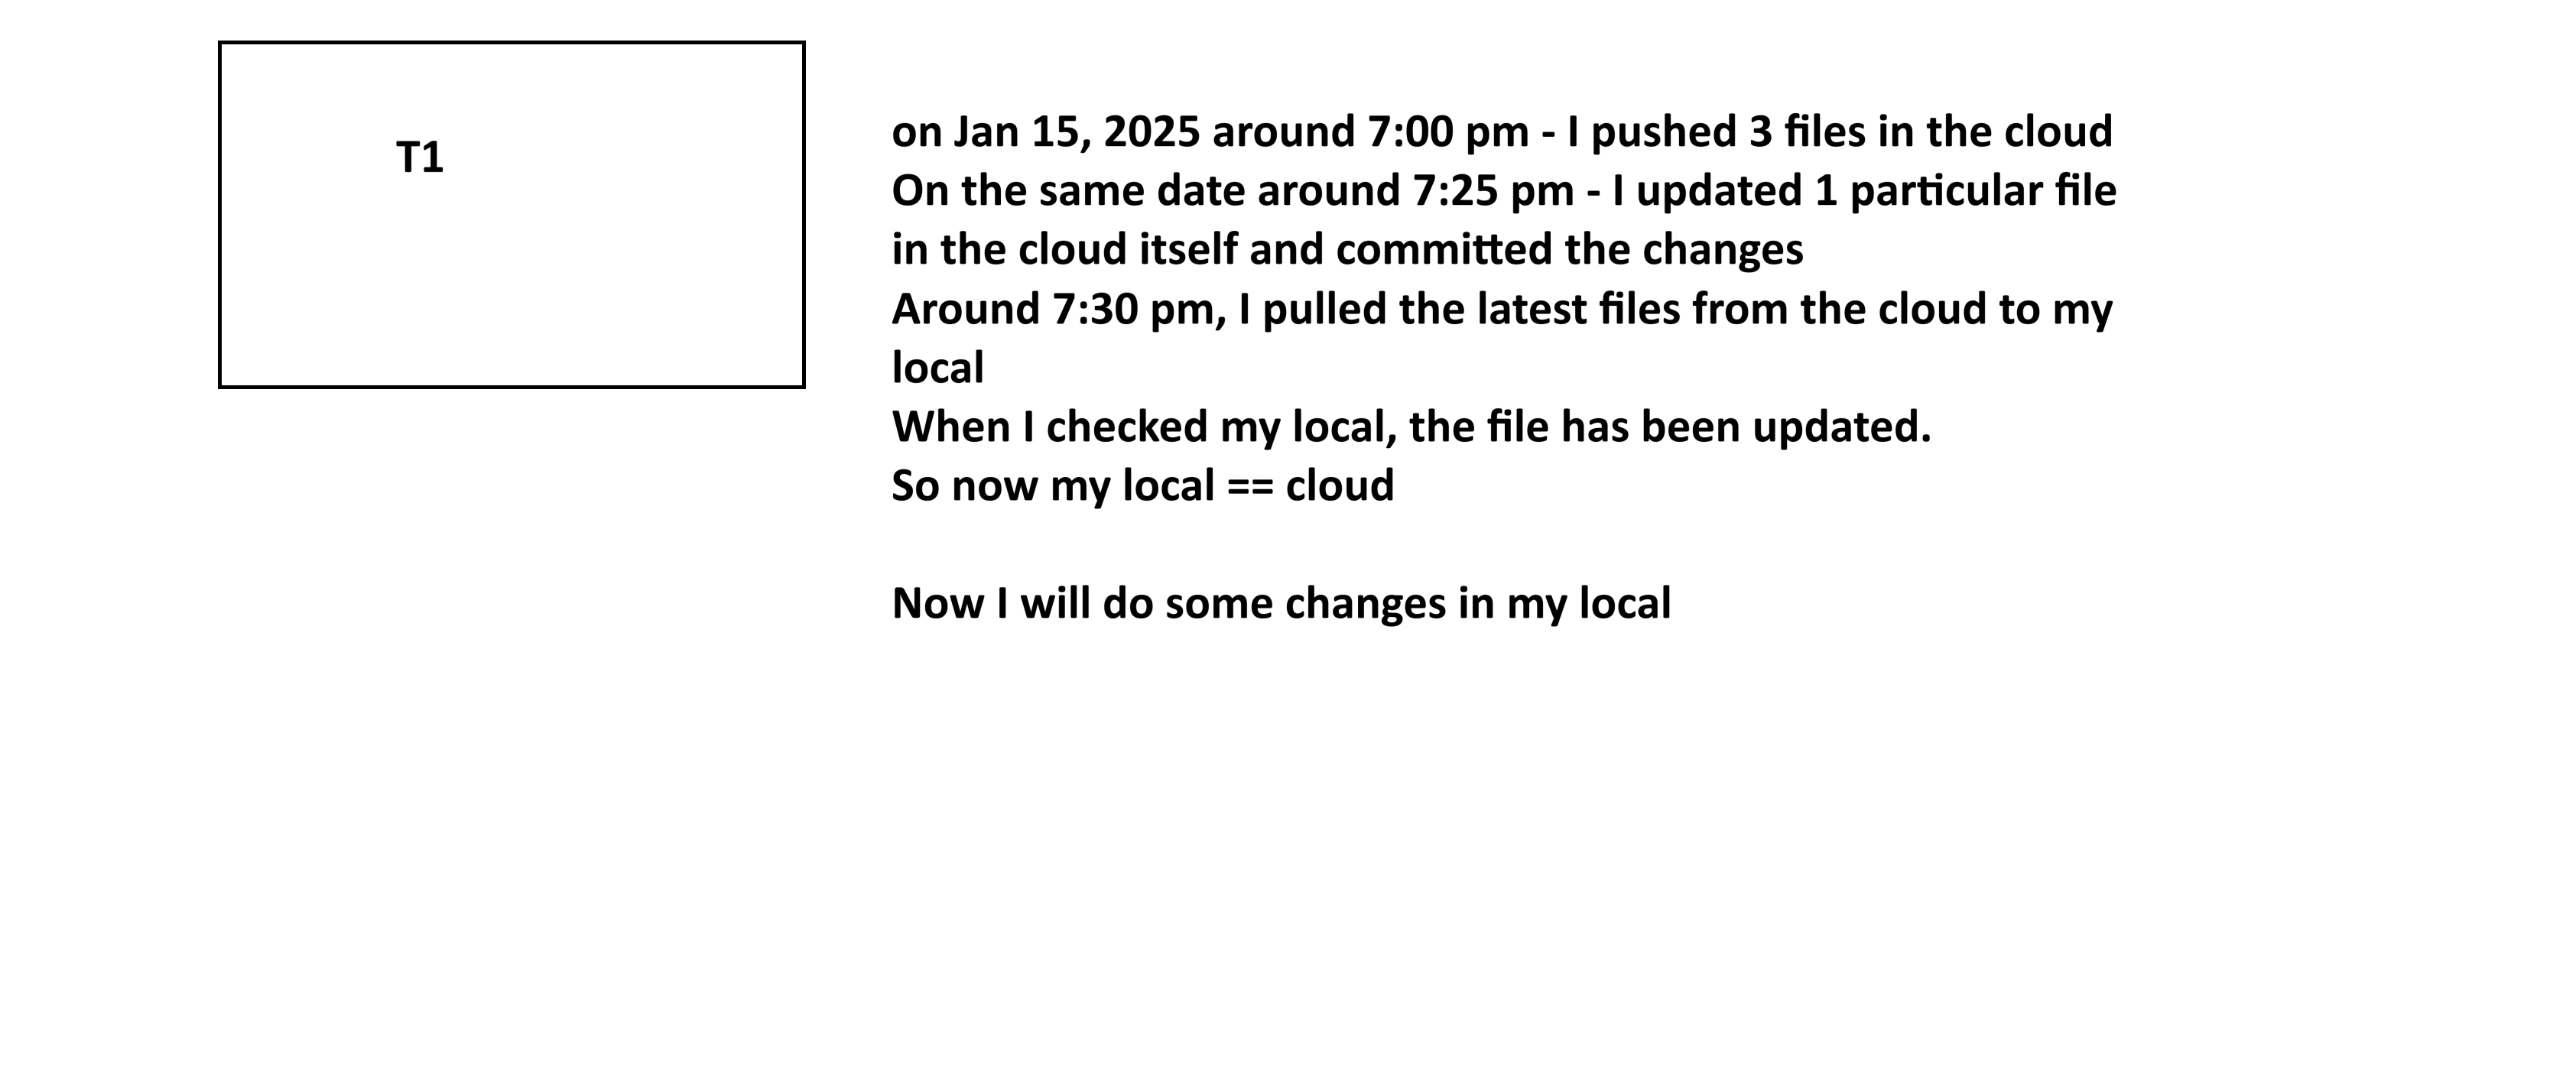 T1
on Jan 15, 2025 around 7:00 pm - I pushed 3 files in the cloud
On the same date around 7:25 pm - I updated 1 particular file
in the cloud itself and committed the changes
Around 7:30 pm, I pulled the latest files from the cloud to my
local
When I checked my local, the file has been updated.
So now my local == cloud
Now I will do some changes in my local